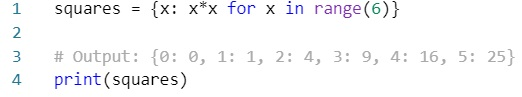 1 squares = {x: x*x for x in range(6)}
2
3 # Output: {0: 0, 1: 1, 2: 4, 3: 9, 4: 16, 5: 25}
4 print(squares)